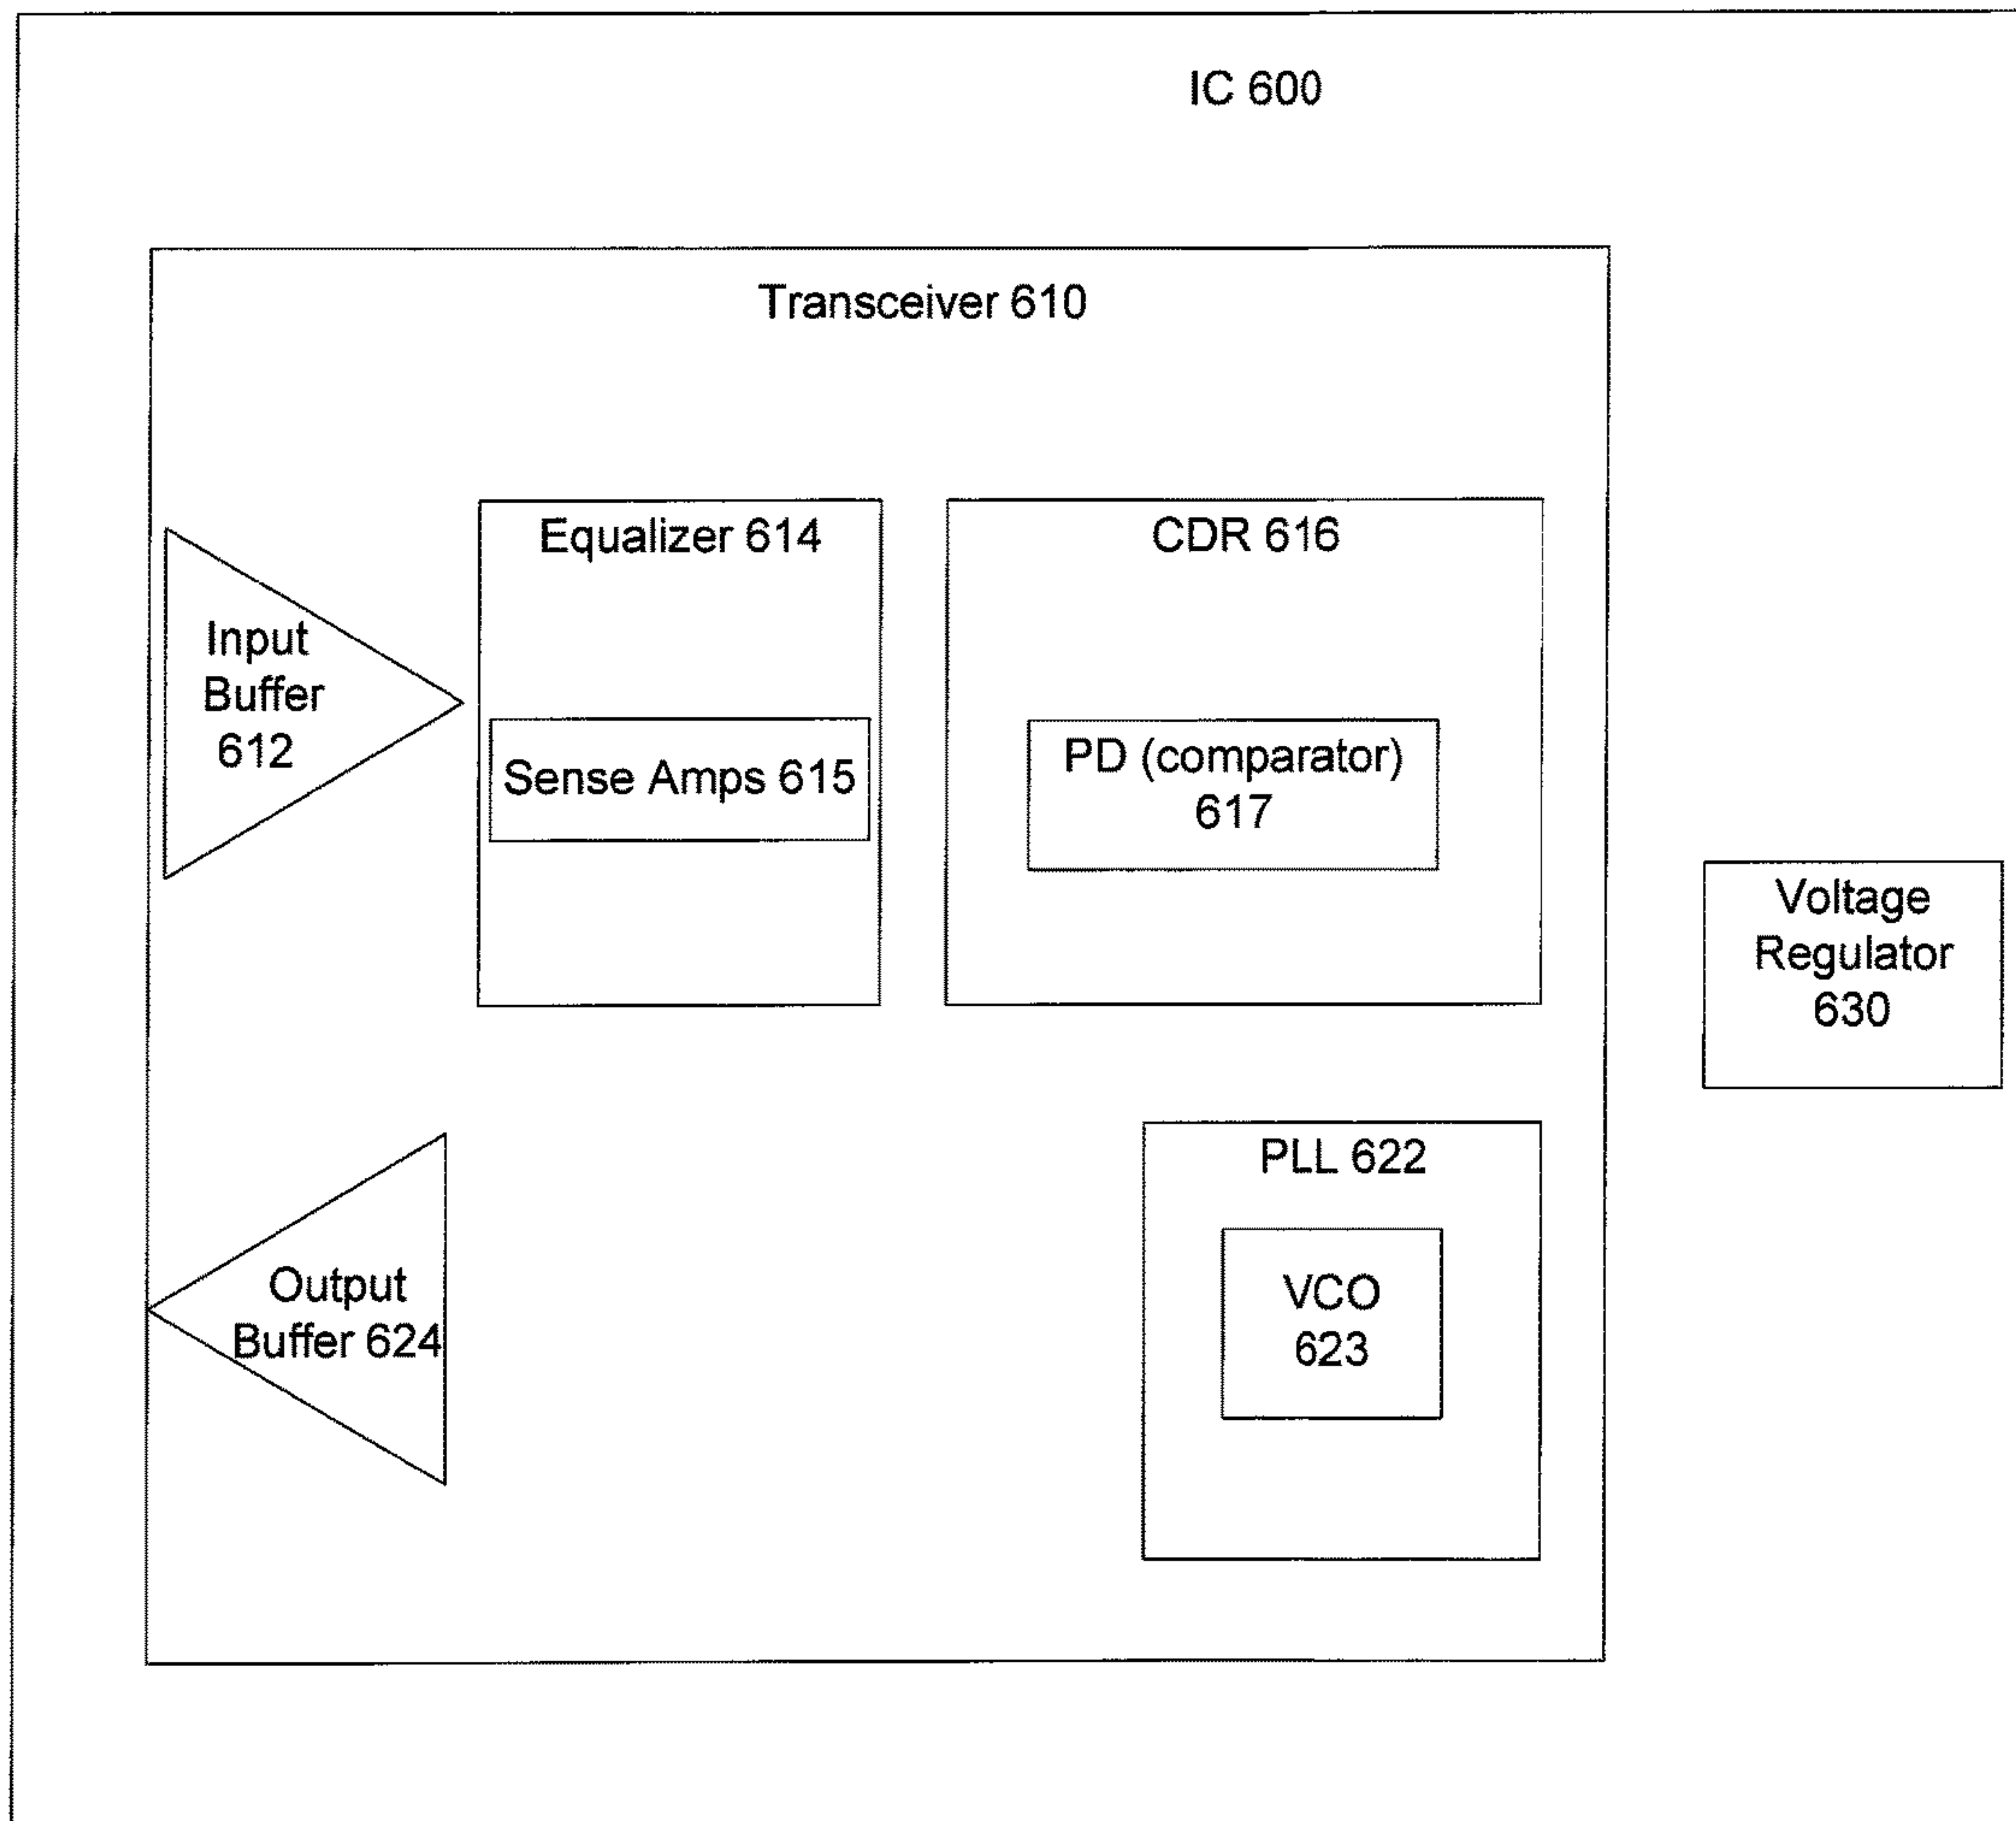 IC 600
Transceiver 610
Input
Buffer
612
Equalizer 614
Sense Amps 615
CDR 616
PD (comparator)
617
Voltage
Regulator
630
Output
Buffer 624
PLL 622
VCO
623